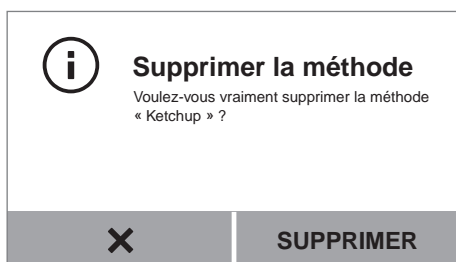 Supprimer la méthode
Voulez-vous vraiment supprimer la méthode
« Ketchup » ?
SUPPRIMER